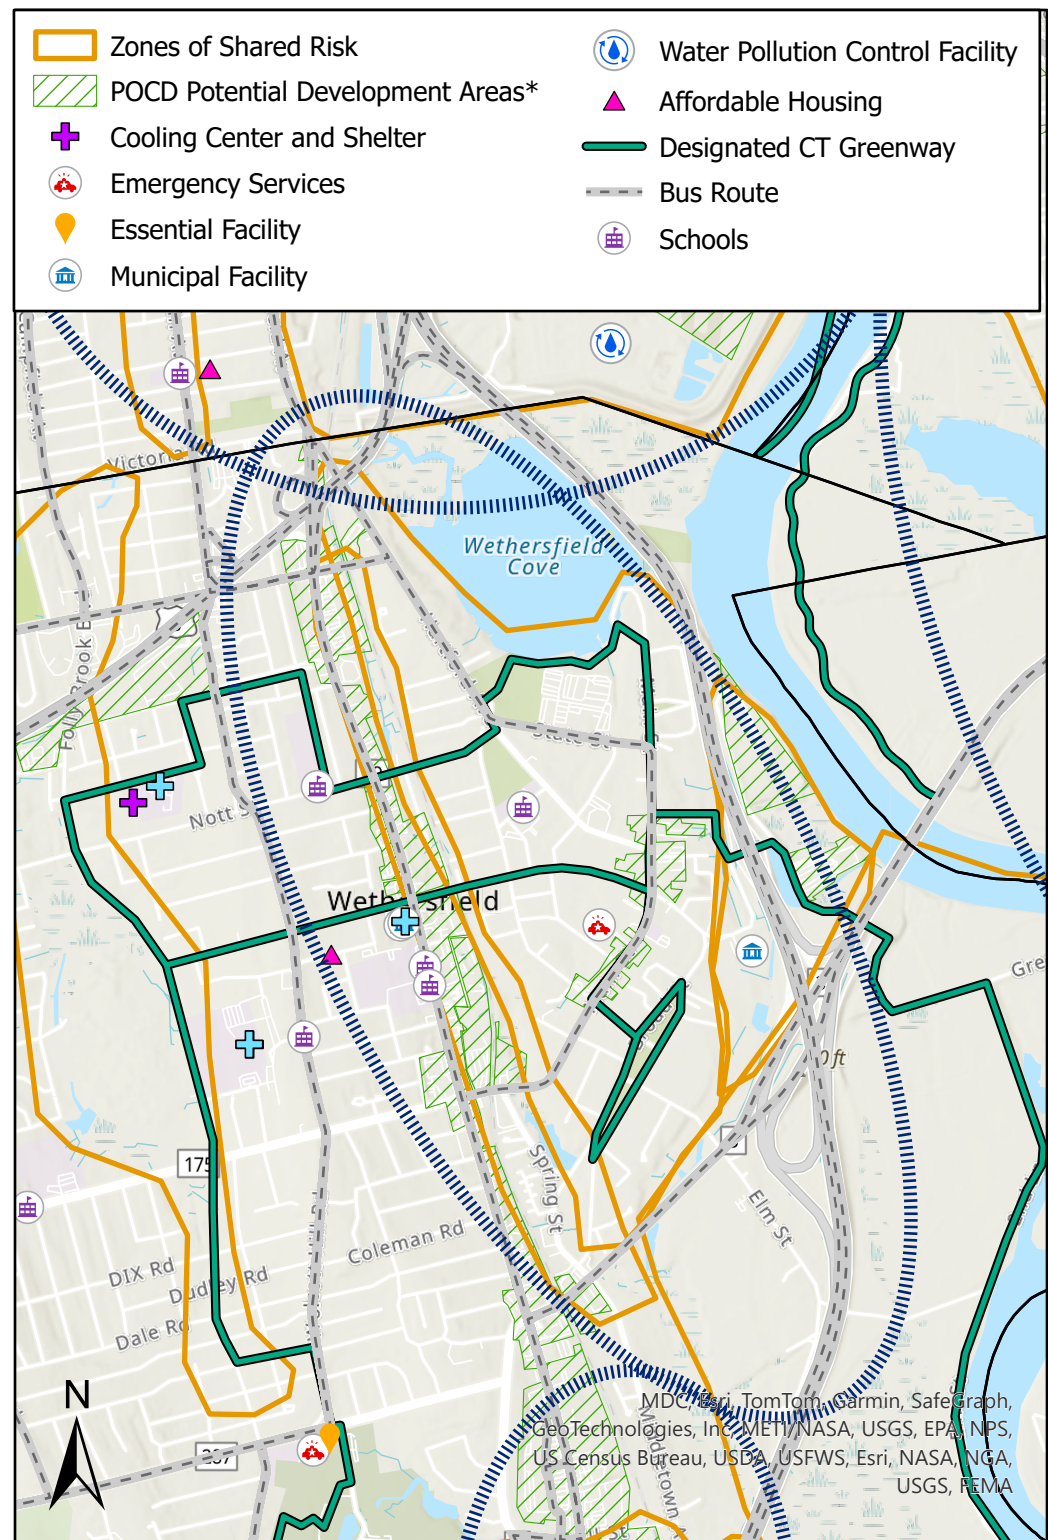 Zones of Shared Risk
POCD Potential Development Areas*
Cooling Center and Shelter
Emergency Services
Essential Facility
Municipal Facility
Water Pollution Control Facility
Affordable Housing
Designated CT Greenway
Bus Route
Schools
Victoria
Wethersfield
Cove
Folly Brook
State St
Nott St
Wethersfield
Gre
0 ft
175
Spring St
Elm St
Coleman Rd
DIX Rd
Dudley Rd
Dale Rd
287
3
N
Middletown
MDC, Esri, TomTom, Garmin, SafeGraph,
GeoTechnologies, Inc, METI/NASA, USGS, EPA, NPS,
US Census Bureau, USDA, USFWS, Esri, NASA, NGA,
USGS, FEMA